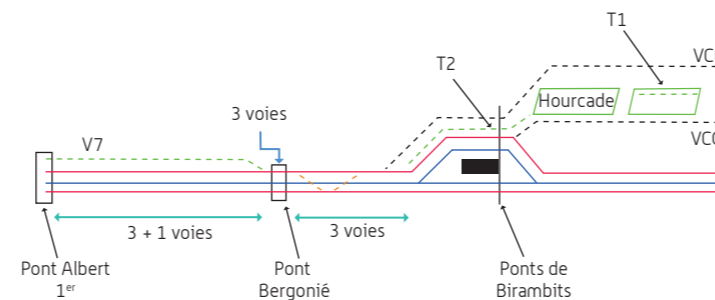 T1
T2
VC
Hourcade
3 voies
V7
VC
3 + 1 voies
3 voies
Pont Albert
1er
Pont
Bergonié
Ponts de
Birambits